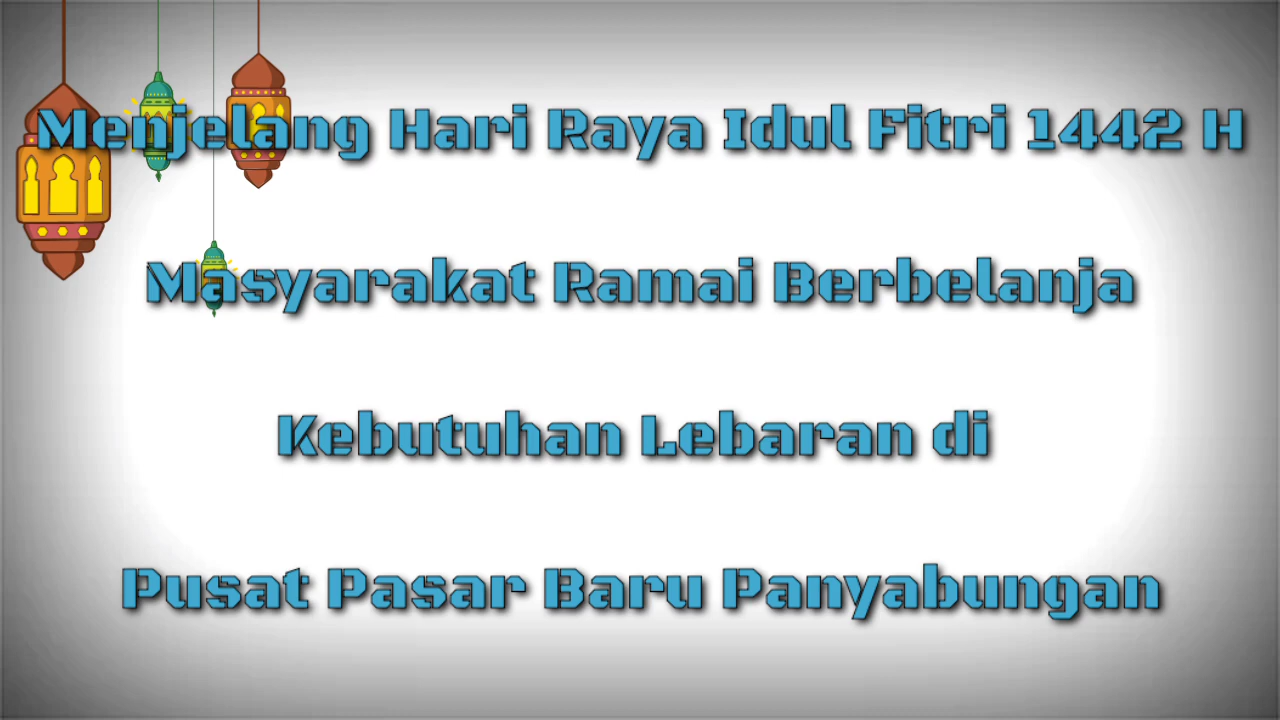 Menjelang Hari Raya Idul Fitri 1442 H
Masyarakat Ramai Berbelanja
Kebutuhan Lebaran di
Pusat Pasar Baru Panyabungan